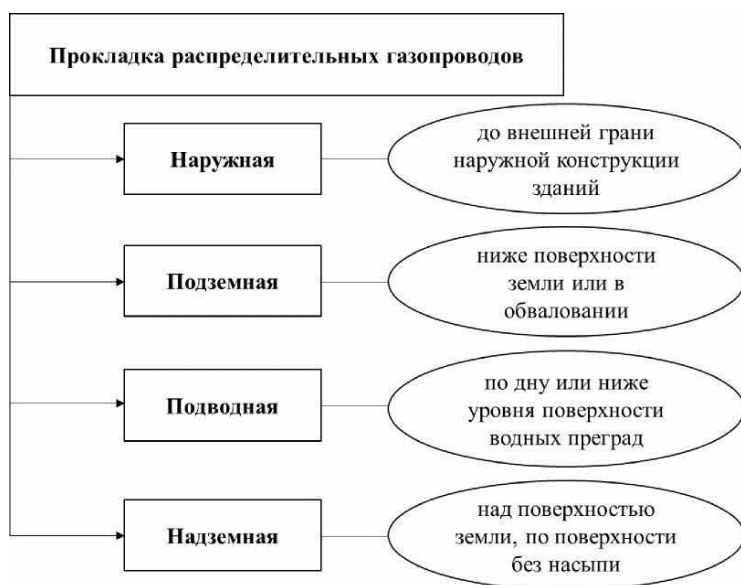 Прокладка распределительных газопроводов
Наружная
до внешней грани
наружной конструкции
зданий
Подземная
ниже поверхности
земли или в
обваловании
Подводная
по дну или ниже
уровня поверхности
водных преград
Надземная
над поверхностью
земли, по поверхности
без насыпи